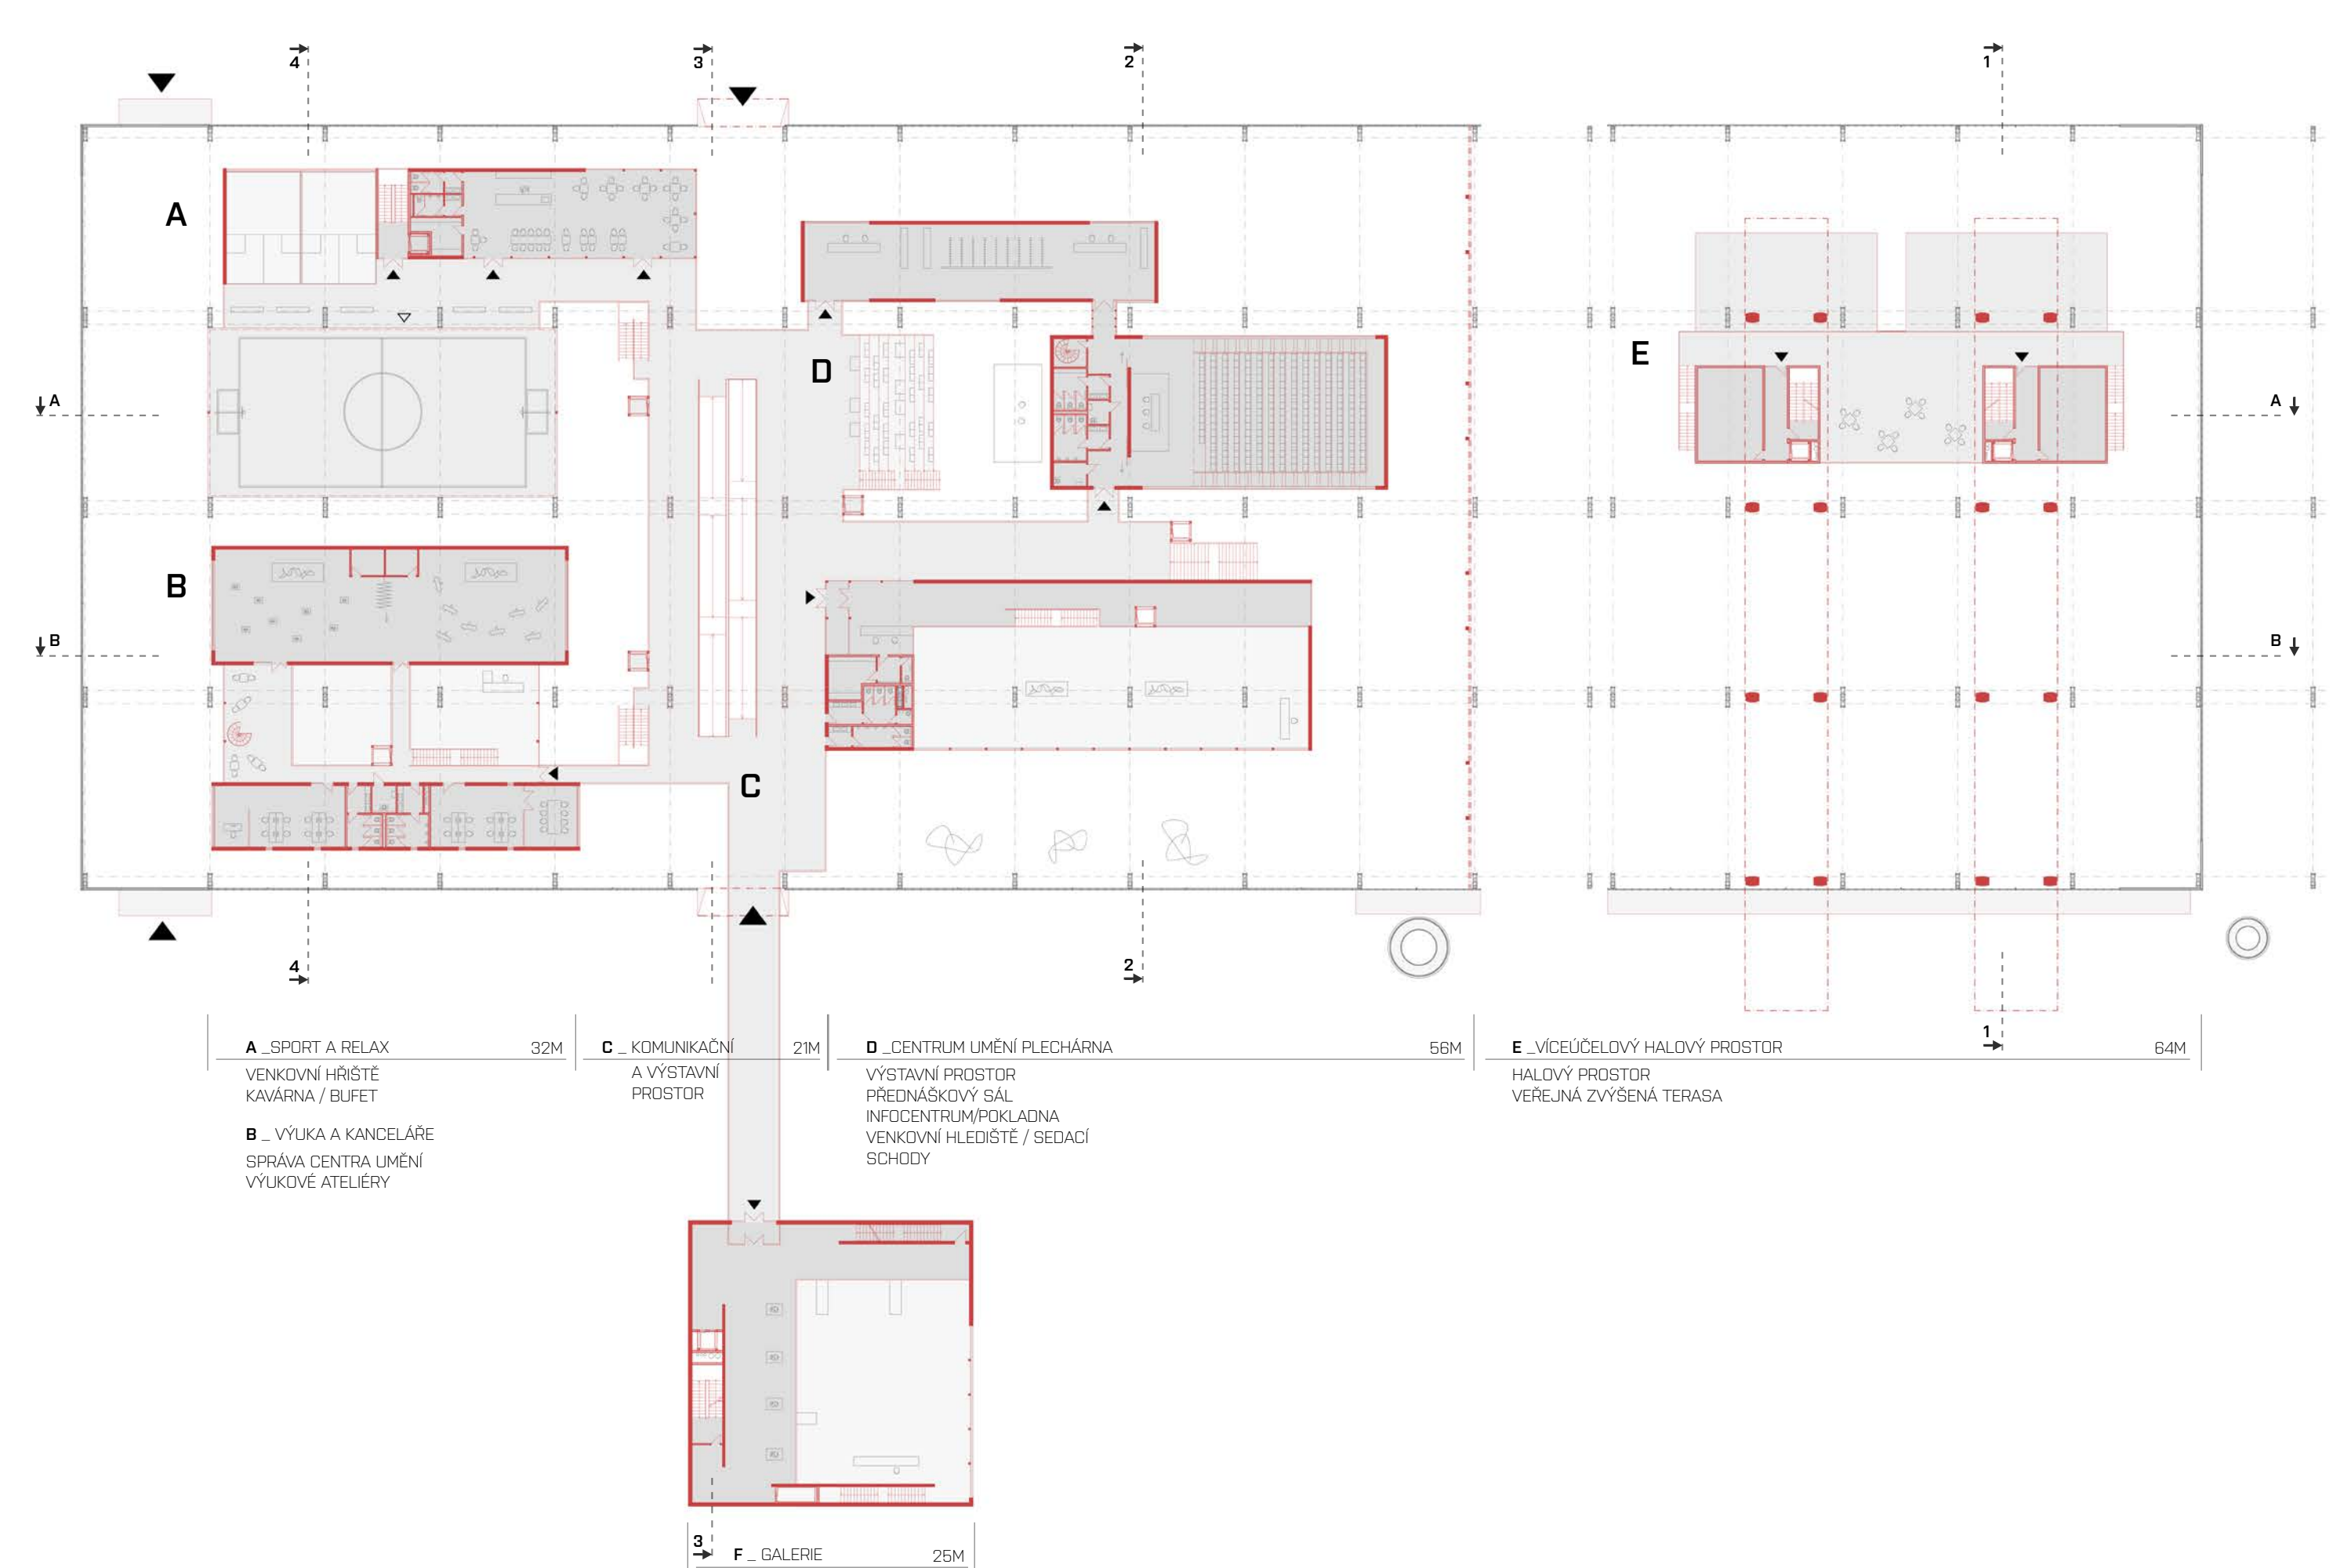 4
3
2
1
A
D
E
A
A
B
B
B
C
4
2
1
A _SPORT A RELAX 32M
VENKOVNÍ HŘIŠTĚ
KAVÁRNA / BUFET
B _ VÝUKA A KANCELÁŘE
SPRÁVA CENTRA UMĚNÍ
VÝUKOVÉ ATELIÉRY
C _ KOMUNIKAČNÍ 21M
A VÝSTAVNÍ
PROSTOR
D _CENTRUM UMĚNÍ PLECHÁRNA 56M
VÝSTAVNÍ PROSTOR
PŘEDNÁŠKOVÝ SÁL
INFOCENTRUM/POKLADNA
VENKOVNÍ HLEDIŠTĚ / SEDACÍ
SCHODY
E _VÍCEÚČELOVÝ HALOVÝ PROSTOR 64M
HALOVÝ PROSTOR
VEŘEJNÁ ZVÝŠENÁ TERASA
3
F _ GALERIE 25M